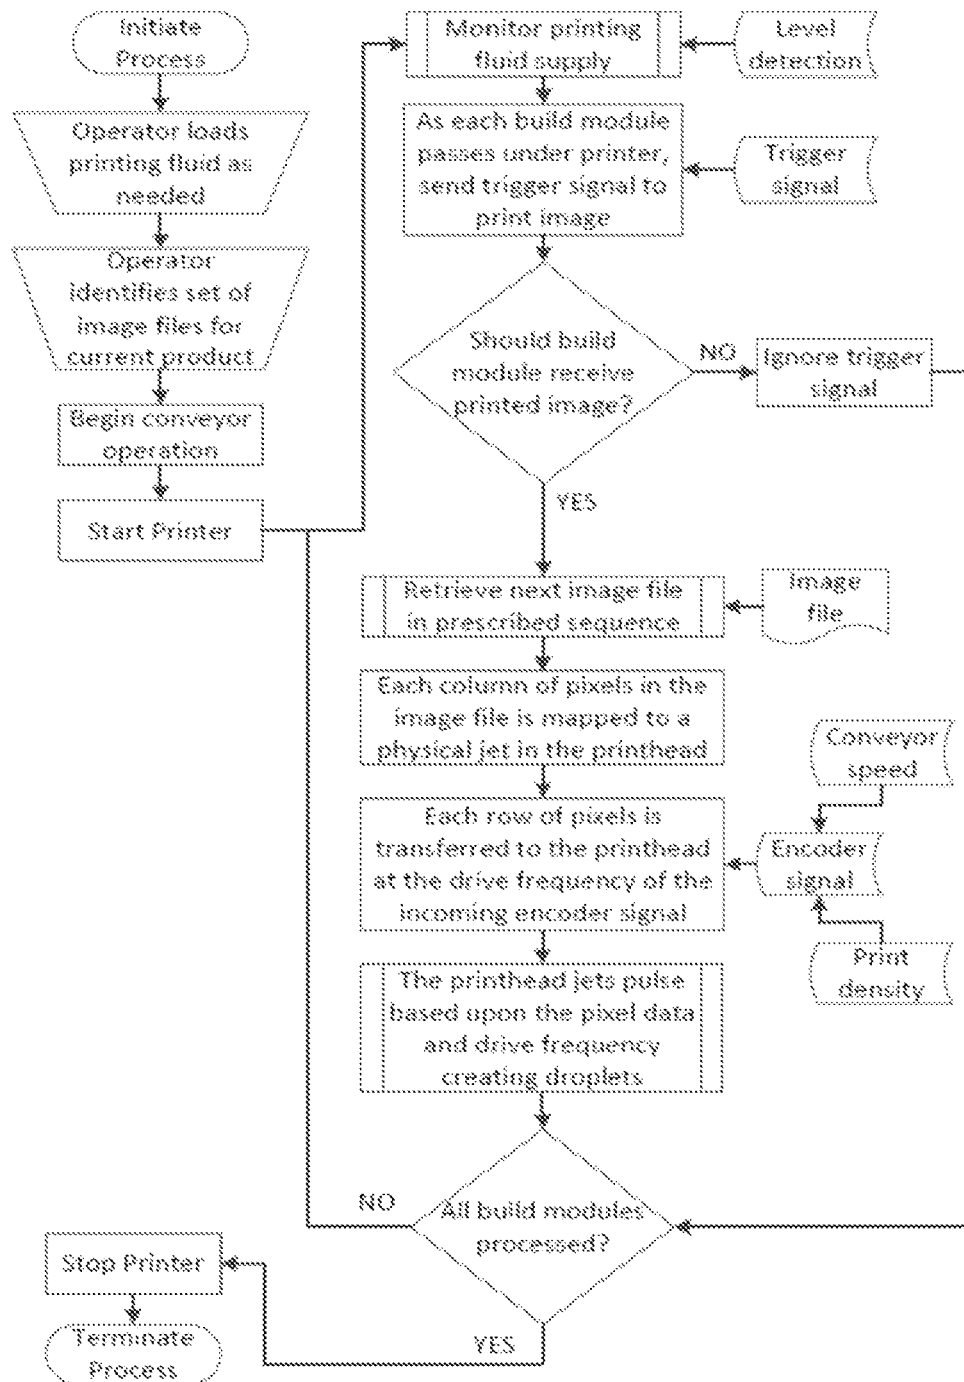 Initiate
Process
Operator loads
printing fluid as
needed
Operator
identifies set of
image files for
current product
Begin conveyor
operation
Start Printer
Monitor printing
fluid supply
Level
detection
As each build module
passes under printer,
send trigger signal to
print image
Trigger
signal
Should build
module receive
printed image?
NO
Ignore trigger
signal
YES
Retrieve next image file
in prescribed sequence
Image
file
Each column of pixels in the
image file is mapped to a
physical jet in the printhead
Conveyor
speed
Each row of pixels is
transferred to the printhead
at the drive frequency of the
incoming encoder signal
Encoder
signal
Print
density
The printhead jets pulse
based upon the pixel data
and drive frequency
creating droplets
NO
All build modules
processed?
YES
Stop Printer
Terminate
Process